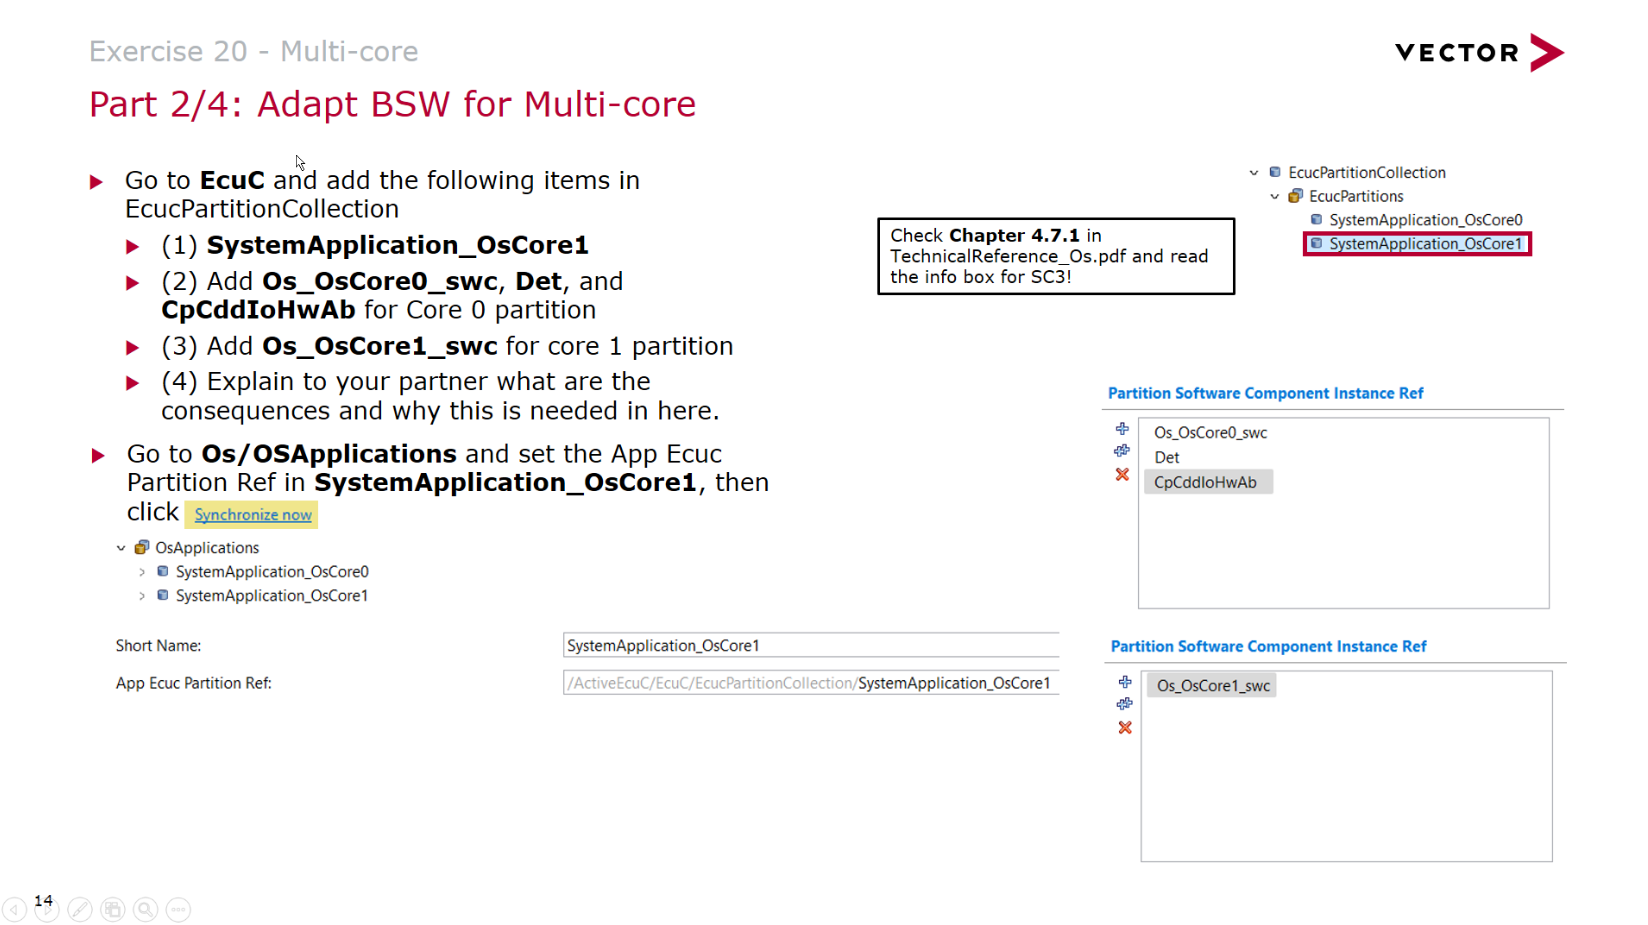 Exercise 20 - Multi-core
VECTOR
Part 2/4: Adapt BSW for Multi-core
Go to EcuC and add the following items in
EcucPartitionCollection
(1) SystemApplication_OsCore1
(2) Add Os_OsCore0_swc, Det, and
CpCddIoHwAb for Core 0 partition
(3) Add Os_OsCore1_swc for core 1 partition
(4) Explain to your partner what are the
consequences and why this is needed in here.
Go to Os/OSApplications and set the App Ecuc
Partition Ref in SystemApplication_OsCore1, then
click Synchronize now
OsApplications
SystemApplication_OsCore0
SystemApplication_OsCore1
Short Name:
SystemApplication_OsCore1
App Ecuc Partition Ref:
/ActiveEcuC/EcuC/EcucPartitionCollection/SystemApplication_OsCore1
Check Chapter 4.7.1 in
TechnicalReference_Os.pdf and read
the info box for SC3!
EcucPartitionCollection
EcucPartitions
SystemApplication_OsCore0
SystemApplication_OsCore1
Partition Software Component Instance Ref
Os_OsCore0_swc
Det
CpCddIoHwAb
Partition Software Component Instance Ref
Os_OsCore1_swc
14